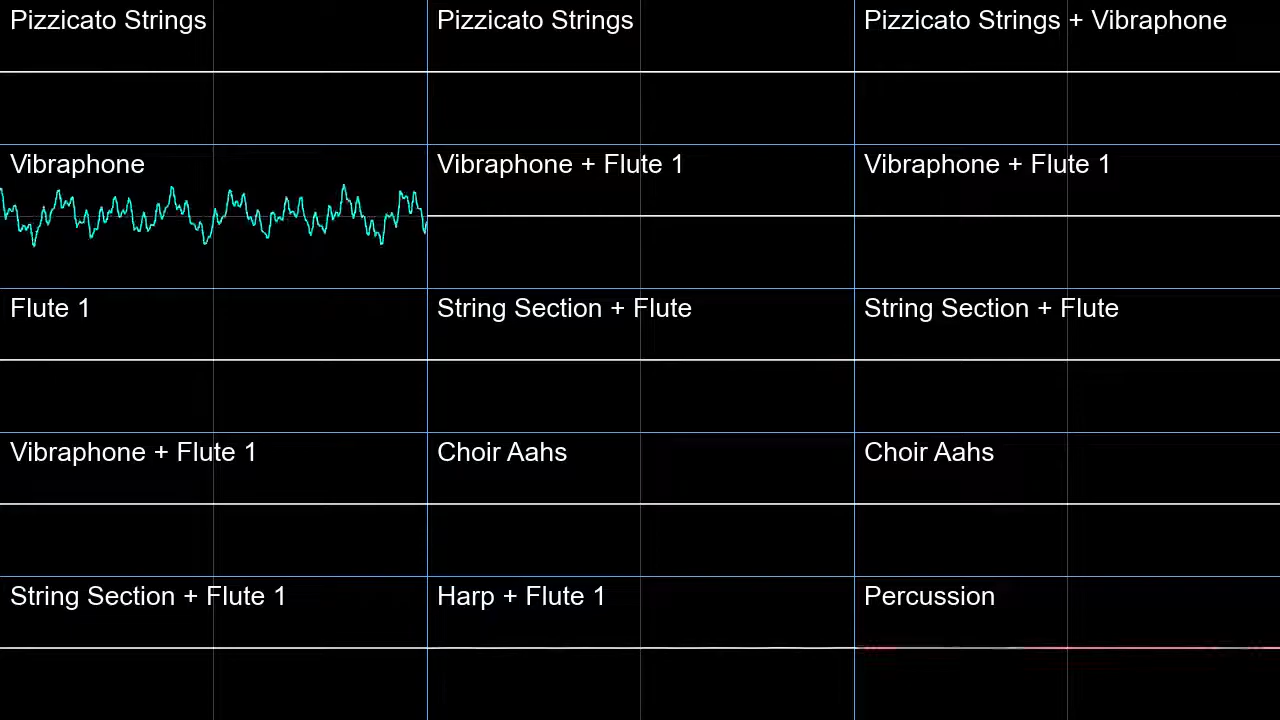 Pizzicato Strings
Pizzicato Strings
Pizzicato Strings + Vibraphone
Vibraphone
Vibraphone + Flute 1
Vibraphone + Flute 1
Flute 1
String Section + Flute
String Section + Flute
Vibraphone + Flute 1
Choir Aahs
Choir Aahs
String Section + Flute 1
Harp + Flute 1
Percussion